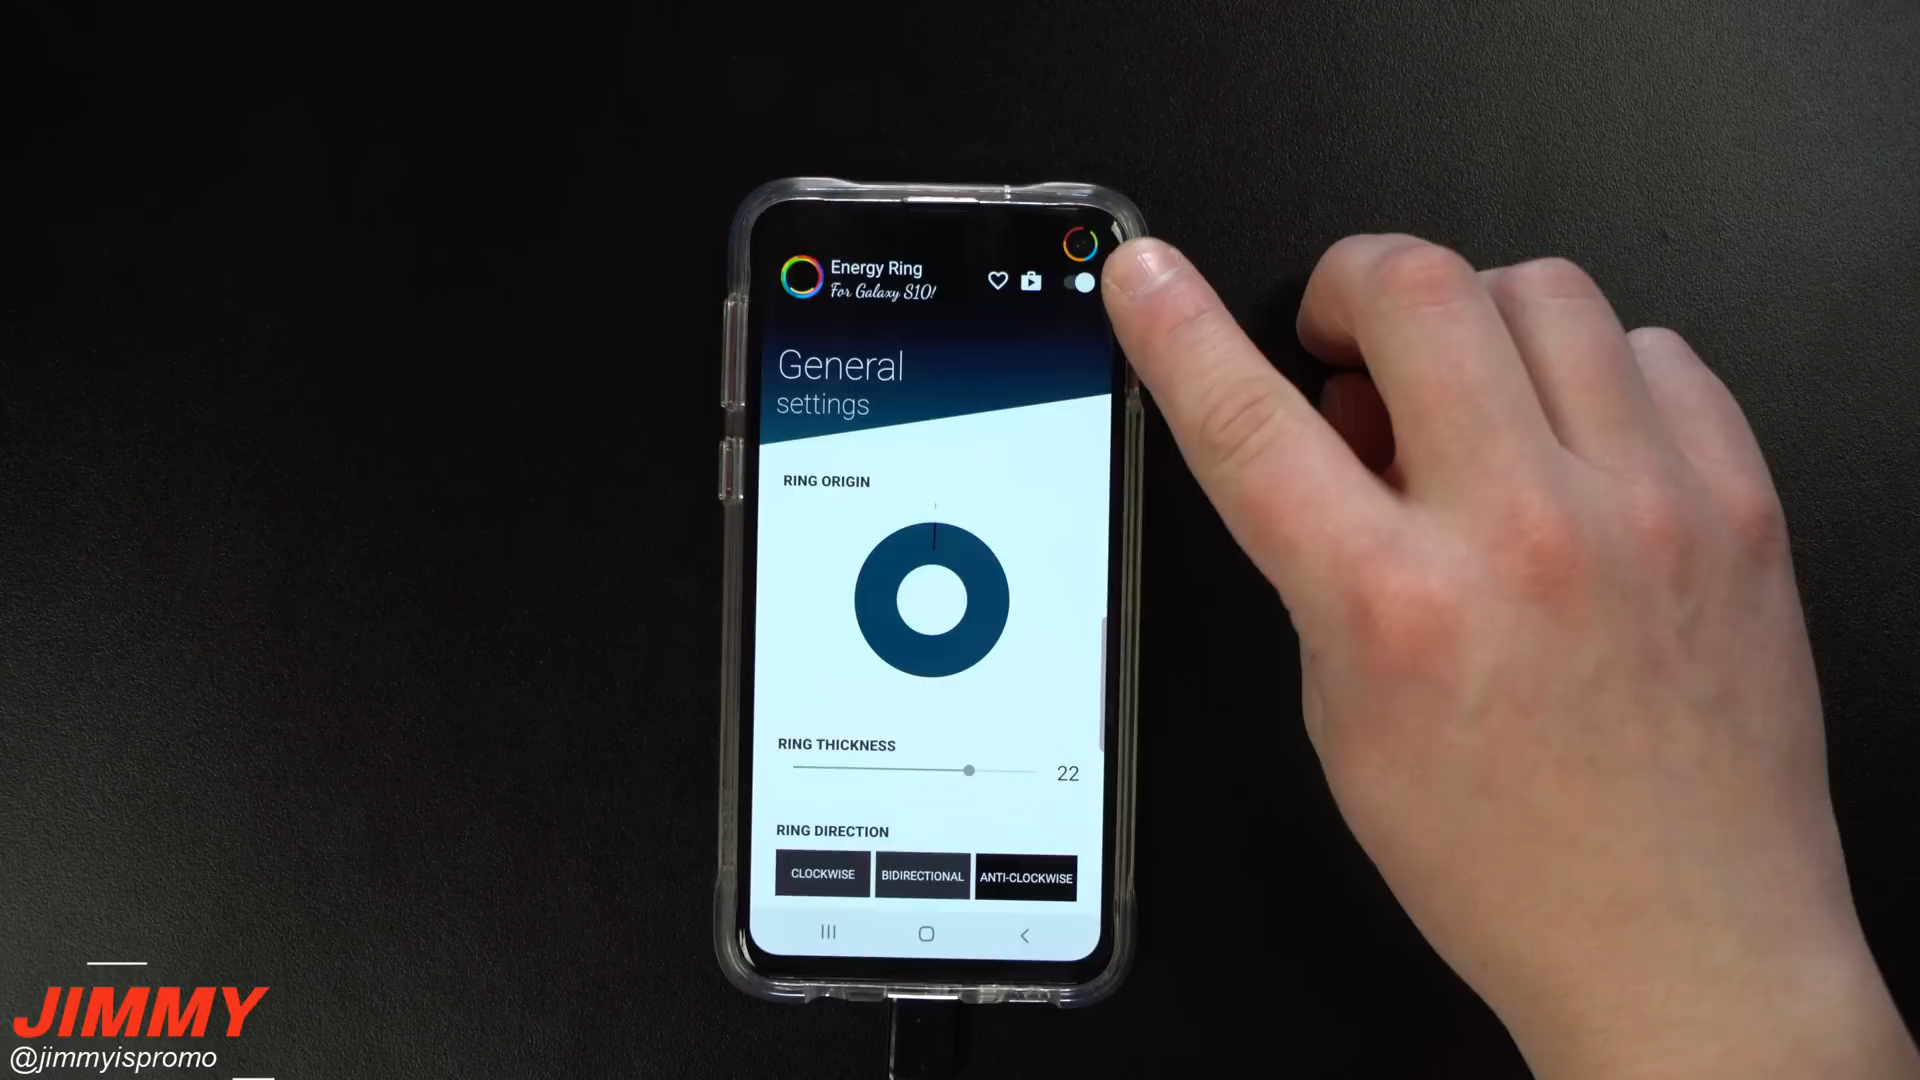 Energy Ring
For Galaxy S10!
General
settings
RING ORIGIN
RING THICKNESS
22
RING DIRECTION
CLOCKWISE
BIDIRECTIONAL
ANTI-CLOCKWISE
JIMMY
@jimmyispromo